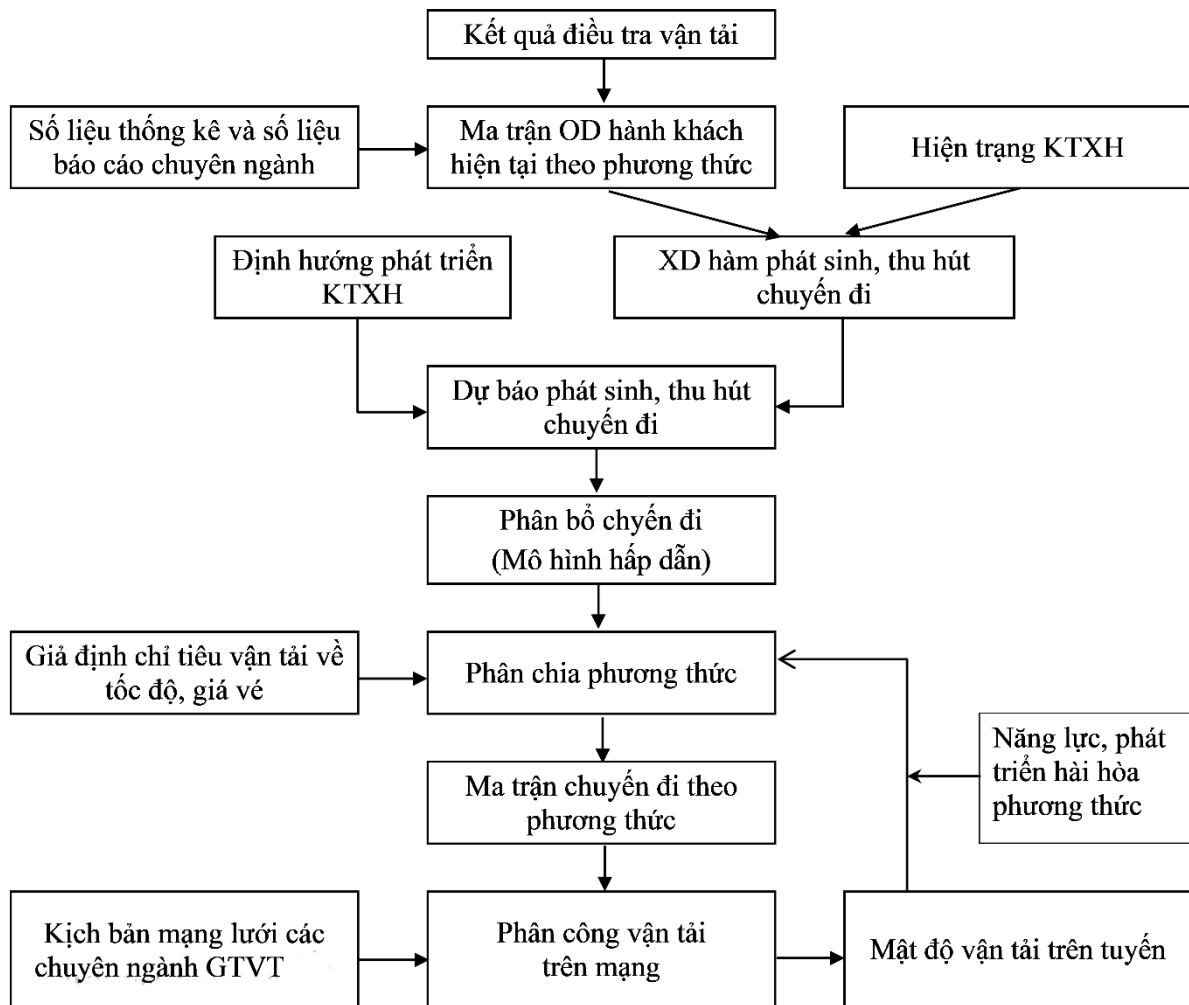 Kết quả điều tra vận tải
Số liệu thống kê và số liệu
báo cáo chuyên ngành
Ma trận OD hành khách
hiện tại theo phương thức
Hiện trạng KTXH
Định hướng phát triển
KTXH
XD hàm phát sinh, thu hút
chuyến đi
Dự báo phát sinh, thu hút
chuyến đi
Phân bổ chyến đi
(Mô hình hấp dẫn)
Giả định chỉ tiêu vận tải về
tốc độ, giá vé
Phân chia phương thức
Năng lực, phát
triển hài hòa
phương thức
Ma trận chuyến đi theo
phương thức
Kịch bản mạng lưới các
chuyên ngành GTVT
Phân công vận tải
trên mạng
Mật độ vận tải trên tuyến